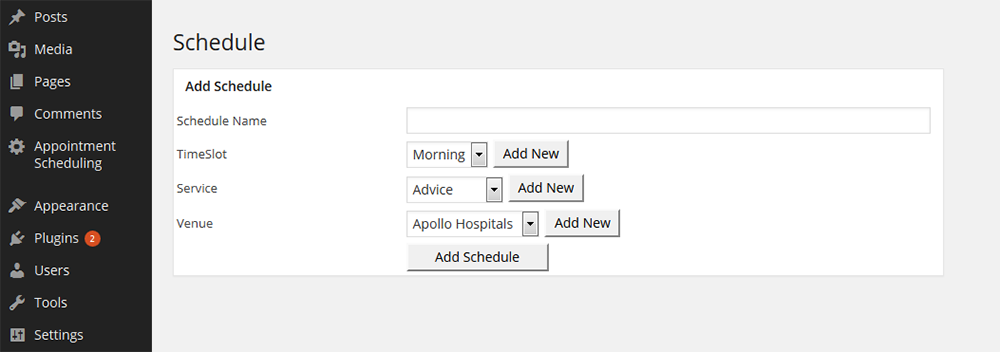 Posts
Media
Pages
Comments
Appointment
Scheduling
Appearance
Plugins 2
Users
Tools
Settings
Schedule
Add Schedule
Schedule Name
TimeSlot Morning Add New
Service Advice Add New
Venue Apollo Hospitals Add New
Add Schedule